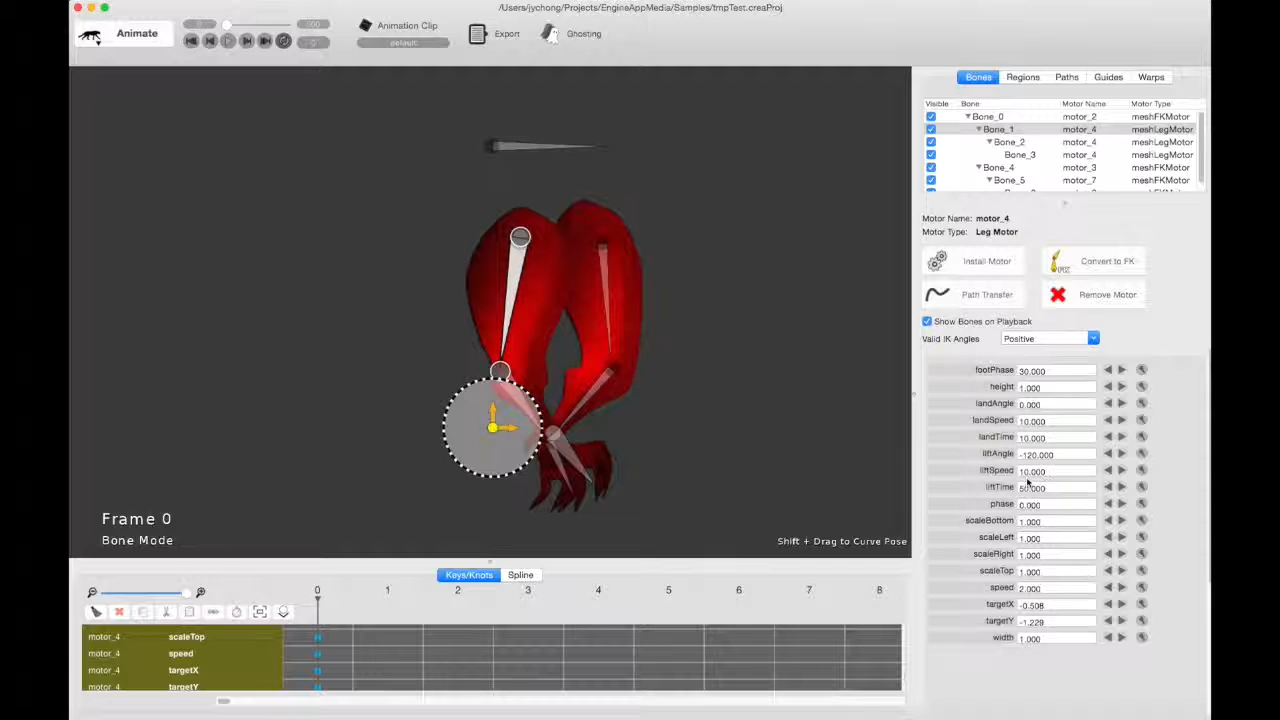 /Users/jychong/Projects/EngineAppMedia/Samples/tmpTest.creaProj
Animate
Animation Clip
default
Export
Ghosting
Bones Regions Paths Guides Warps
Visible Bone Motor Name Motor Type
Bone_0 motor_2 meshFKMotor
Bone_1 motor_4 meshLegMotor
Bone_2 motor_4 meshLegMotor
Bone_3 motor_4 meshLegMotor
Bone_4 motor_3 meshFKMotor
Bone_5 motor_7 meshFKMotor
Motor Name: motor_4
Motor Type: Leg Motor
Install Motor
Convert to FK
Path Transfer
Remove Motor
Show Bones on Playback
Valid IK Angles Positive
footPhase 30.000
height 1.000
landAngle 0.000
landSpeed 10.000
landTime 10.000
liftAngle -120.000
liftSpeed 10.000
liftTime 50.000
phase 0.000
scaleBottom 1.000
scaleLeft 1.000
scaleRight 1.000
scaleTop 1.000
speed 2.000
targetX -0.508
targetY -1.229
width 1.000
Frame 0
Bone Mode
Shift + Drag to Curve Pose
Keys/Knots Spline
0 1 2 3 4 5 6 7 8
motor_4 scaleTop
motor_4 speed
motor_4 targetX
motor_4 targetY